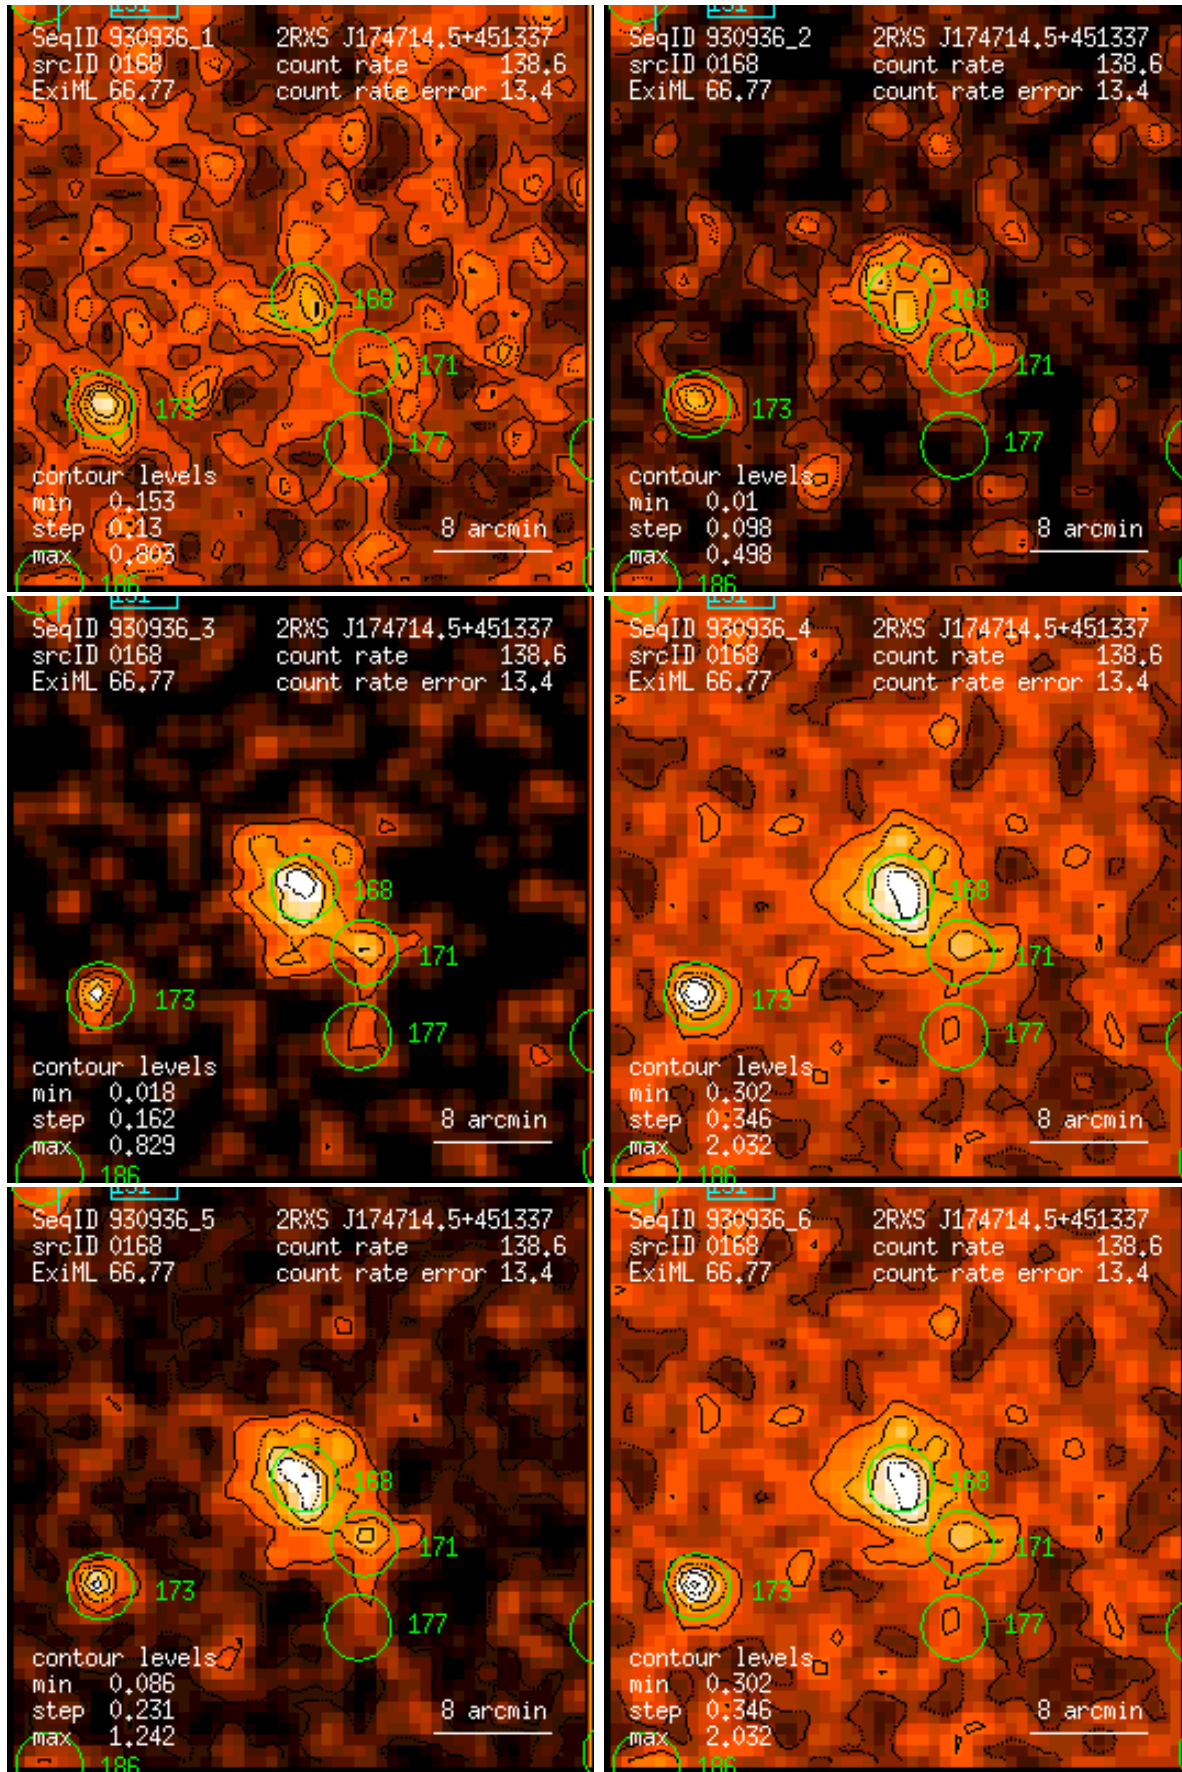 151
SeqID 930936_1 2RXS J174714.5+451337
srcID 0168 count rate 138.6
ExiML 66.77 count rate error 13.4
168
171
173
177
contour levels
min 0.153
step 0.13
max 0.803
8 arcmin
186
151
SeqID 930936_2 2RXS J174714.5+451337
srcID 0168 count rate 138.6
ExiML 66.77 count rate error 13.4
168
171
173
177
contour levels
min 0.01
step 0.098
max 0.498
8 arcmin
186
151
SeqID 930936_3 2RXS J174714.5+451337
srcID 0168 count rate 138.6
ExiML 66.77 count rate error 13.4
168
171
173
177
contour levels
min 0.018
step 0.162
max 0.829
8 arcmin
186
151
SeqID 930936_4 2RXS J174714.5+451337
srcID 0168 count rate 138.6
ExiML 66.77 count rate error 13.4
168
171
173
177
contour levels
min 0.302
step 0.346
max 2.032
8 arcmin
186
151
SeqID 930936_5 2RXS J174714.5+451337
srcID 0168 count rate 138.6
ExiML 66.77 count rate error 13.4
168
171
173
177
contour levels
min 0.086
step 0.231
max 1.242
8 arcmin
186
151
SeqID 930936_6 2RXS J174714.5+451337
srcID 0168 count rate 138.6
ExiML 66.77 count rate error 13.4
168
171
173
177
contour levels
min 0.302
step 0.346
max 2.032
8 arcmin
186